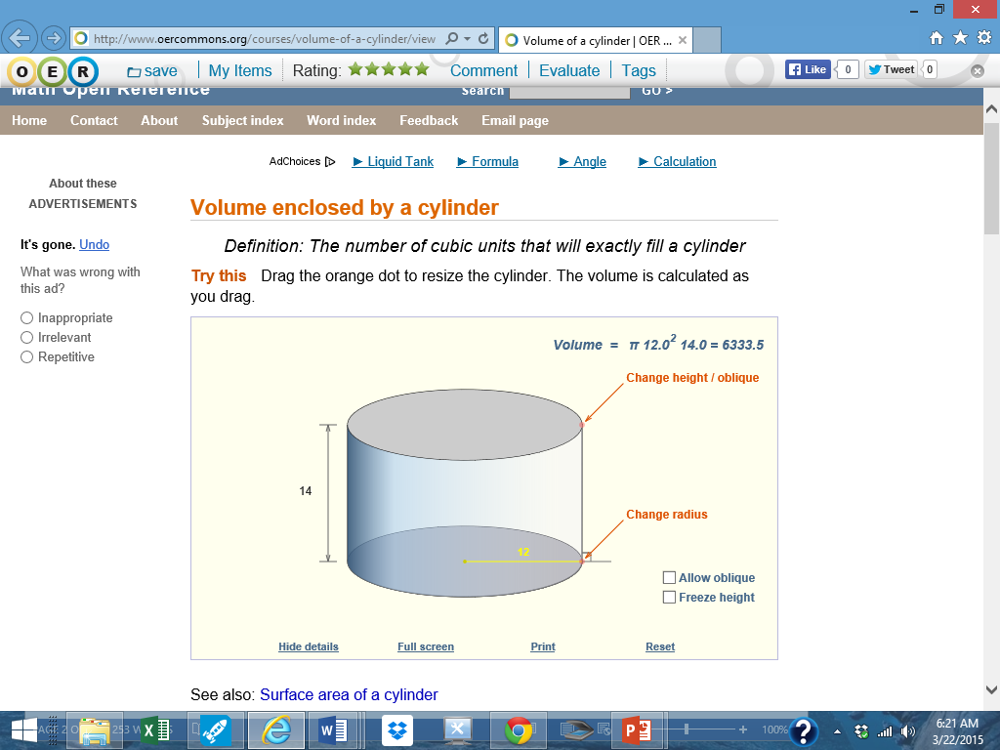 http://www.oercommons.org/courses/volume-of-a-cylinder/view
Volume of a cylinder | OER ...
OER
save
My Items
Rating:
Comment
Evaluate
Tags
Like
0
Tweet
0
Math Open Reference
Search
GO >
Home
Contact
About
Subject index
Word index
Feedback
Email page
AdChoices
► Liquid Tank
► Formula
► Angle
► Calculation
About these
ADVERTISEMENTS
It's gone. Undo
What was wrong with
this ad?
Inappropriate
Irrelevant
Repetitive
Volume enclosed by a cylinder
Definition: The number of cubic units that will exactly fill a cylinder
Try this Drag the orange dot to resize the cylinder. The volume is calculated as
you drag.
Volume = π 12.0² 14.0 = 6333.5
Change height / oblique
14
Change radius
12
Allow oblique
Freeze height
Hide details
Full screen
Print
Reset
See also: Surface area of a cylinder
100%
6:21 AM
3/22/2015